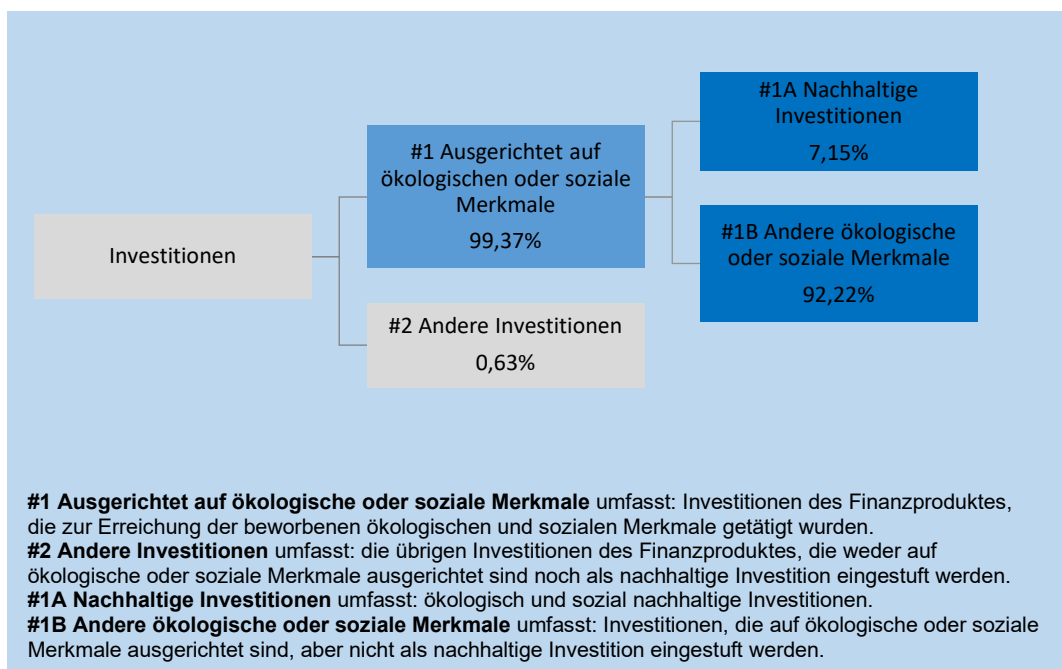 #1A Nachhaltige
Investitionen
7,15%
#1 Ausgerichtet auf
ökologischen oder soziale
Merkmale
99,37%
#1B Andere ökologische
oder soziale Merkmale
92,22%
Investitionen
#2 Andere Investitionen
0,63%
#1 Ausgerichtet auf ökologische oder soziale Merkmale umfasst: Investitionen des Finanzproduktes,
die zur Erreichung der beworbenen ökologischen und sozialen Merkmale getätigt wurden.
#2 Andere Investitionen umfasst: die übrigen Investitionen des Finanzproduktes, die weder auf
ökologische oder soziale Merkmale ausgerichtet sind noch als nachhaltige Investition eingestuft werden.
#1A Nachhaltige Investitionen umfasst: ökologisch und sozial nachhaltige Investitionen.
#1B Andere ökologische oder soziale Merkmale umfasst: Investitionen, die auf ökologische oder soziale
Merkmale ausgerichtet sind, aber nicht als nachhaltige Investition eingestuft werden.